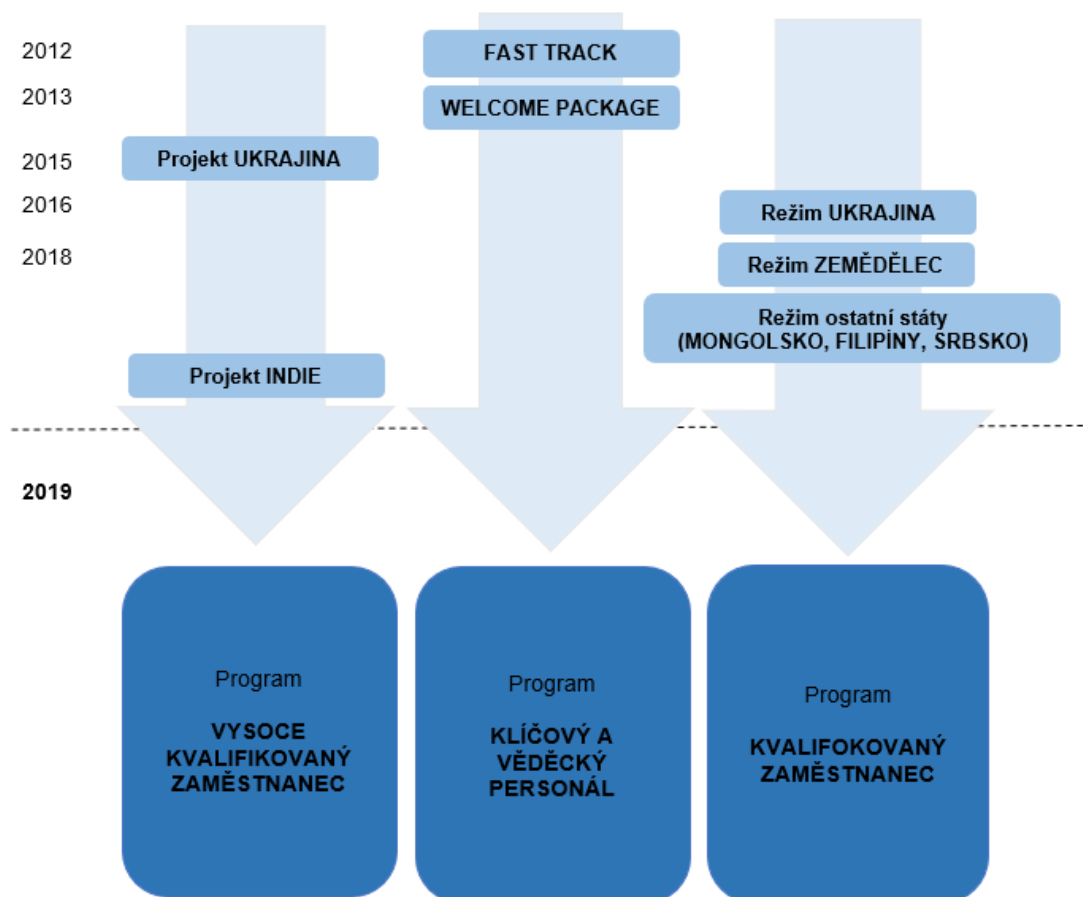 2012
FAST TRACK
2013
WELCOME PACKAGE
2015
Projekt UKRAJINA
2016
Režim UKRAJINA
2018
Režim ZEMĚDĚLEC
Režim ostatní státy
(MONGOLSKO, FILIPÍNY, SRBSKO)
Projekt INDIE
2019
Program
VYSOCE
KVALIFIKOVANÝ
ZAMĚSTNANEC
Program
KLÍČOVÝ A
VĚDECKÝ
PERSONÁL
Program
KVALIFOKOVANÝ
ZAMĚSTNANEC